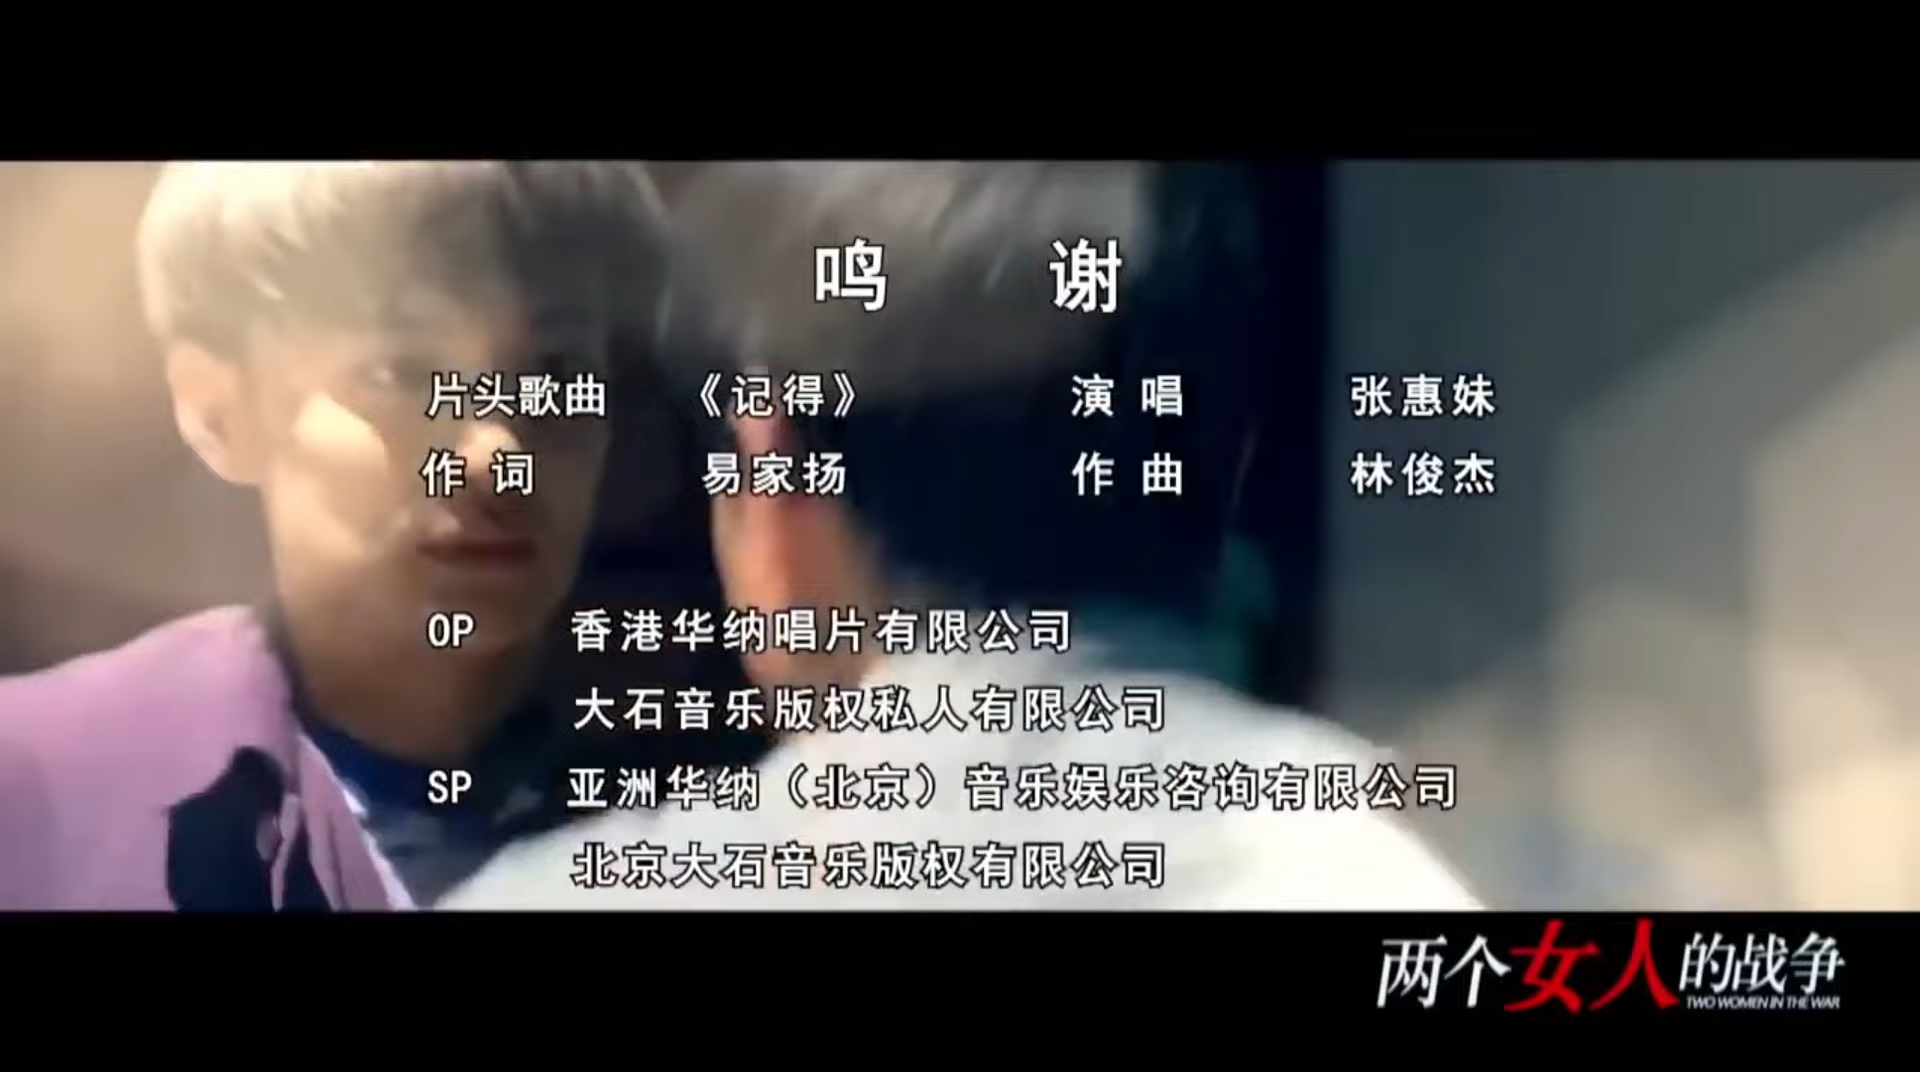 鸣 谢
片头歌曲 《记得》 演 唱 张惠妹
作 词 易家扬 作 曲 林俊杰
OP 香港华纳唱片有限公司
大石音乐版权私人有限公司
SP 亚洲华纳（北京）音乐娱乐咨询有限公司
北京大石音乐版权有限公司
两个女人的战争
TWO WOMEN IN THE WAR